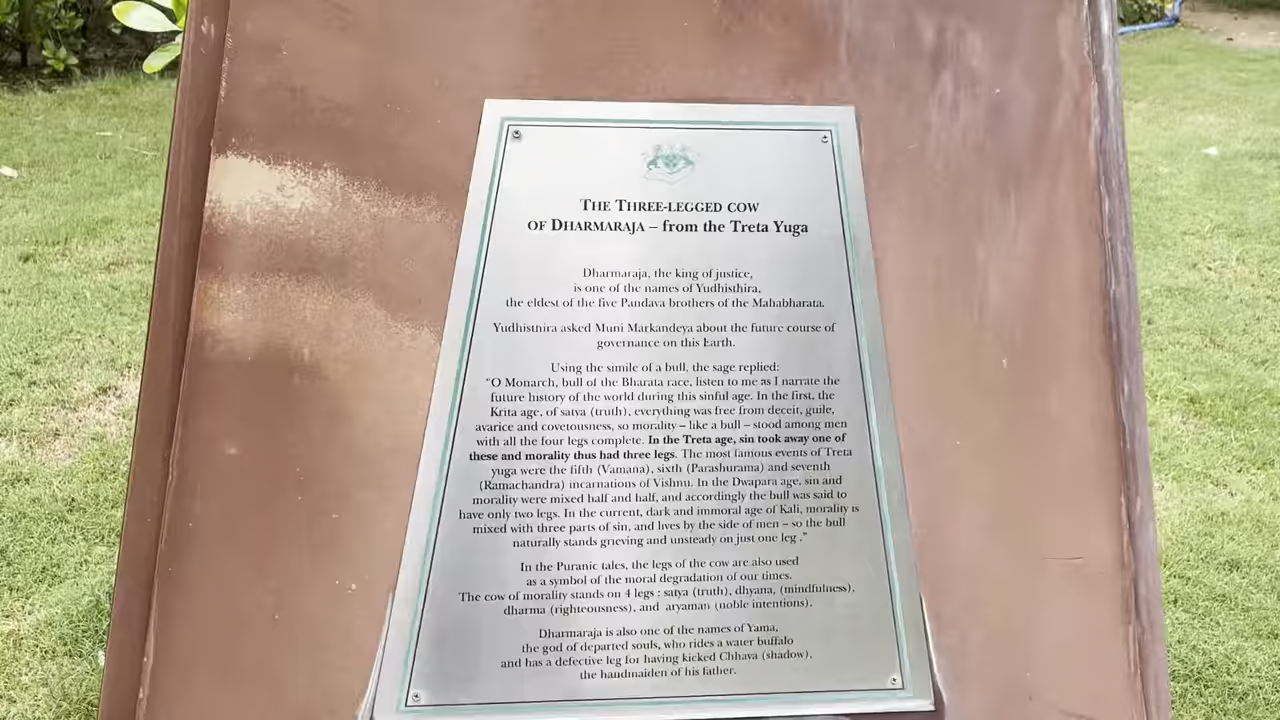 THE THREE-LEGGED COW
OF DHARMARAJA – from the Treta Yuga
Dharmaraja, the king of justice,
is one of the names of Yudhisthira,
the eldest of the five Pandava brothers of the Mahabharata.
Yudhisthira asked Muni Markandeya about the future course of
governance on this Earth.
Using the simile of a bull, the sage replied:
"O Monarch, bull of the Bharata race, listen to me as I narrate the
future history of the world during this sinful age. In the first, the
Krita age, of satya (truth), everything was free from deceit, guile,
avarice and covetousness, so morality – like a bull – stood among men
with all the four legs complete. In the Treta age, sin took away one of
these and morality thus had three legs. The most famous events of Treta
yuga were the fifth (Vamana), sixth (Parashurama) and seventh
(Ramachandra) incarnations of Vishnu. In the Dwapara age, sin and
morality were mixed half and half, and accordingly the bull was said to
have only two legs. In the current, dark and immoral age of Kali, morality is
mixed with three parts of sin, and lives by the side of men – so the bull
naturally stands grieving and unsteady on just one leg ."
In the Puranic tales, the legs of the cow are also used
as a symbol of the moral degradation of our times.
The cow of morality stands on 4 legs : satya (truth), dhyana, (mindfulness),
dharma (righteousness), and aryaman (noble intentions).
Dharmaraja is also one of the names of Yama,
the god of departed souls, who rides a water buffalo
and has a defective leg for having kicked Chhaya (shadow),
the handmaiden of his father.